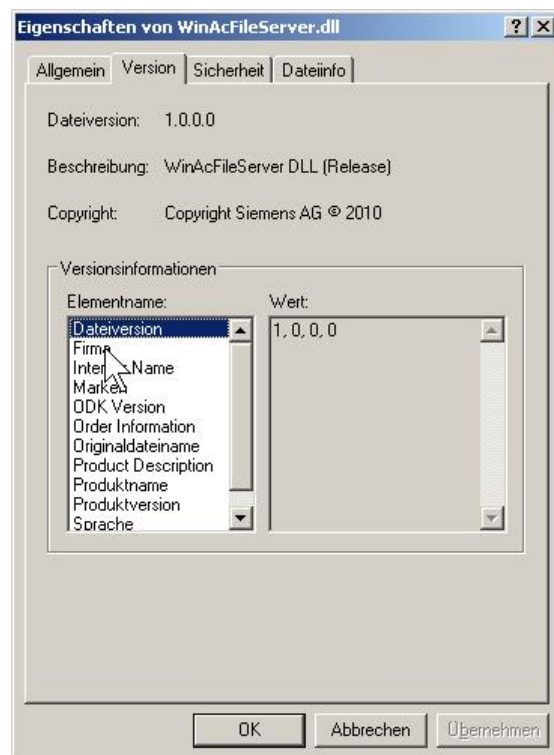 Eigenschaften von WinAcFileServer.dll
Allgemein Version Sicherheit Dateiinfo
Dateiversion: 1.0.0.0
Beschreibung: WinAcFileServer DLL (Release)
Copyright: Copyright Siemens AG © 2010
Versionsinformationen
Elementname: Wert:
Dateiversion 1, 0, 0, 0
Firma
Name
Marken
ODK Version
Order Information
Originaldateiname
Product Description
Produktname
Produktversion
Sprache
OK Abbrechen Übernehmen